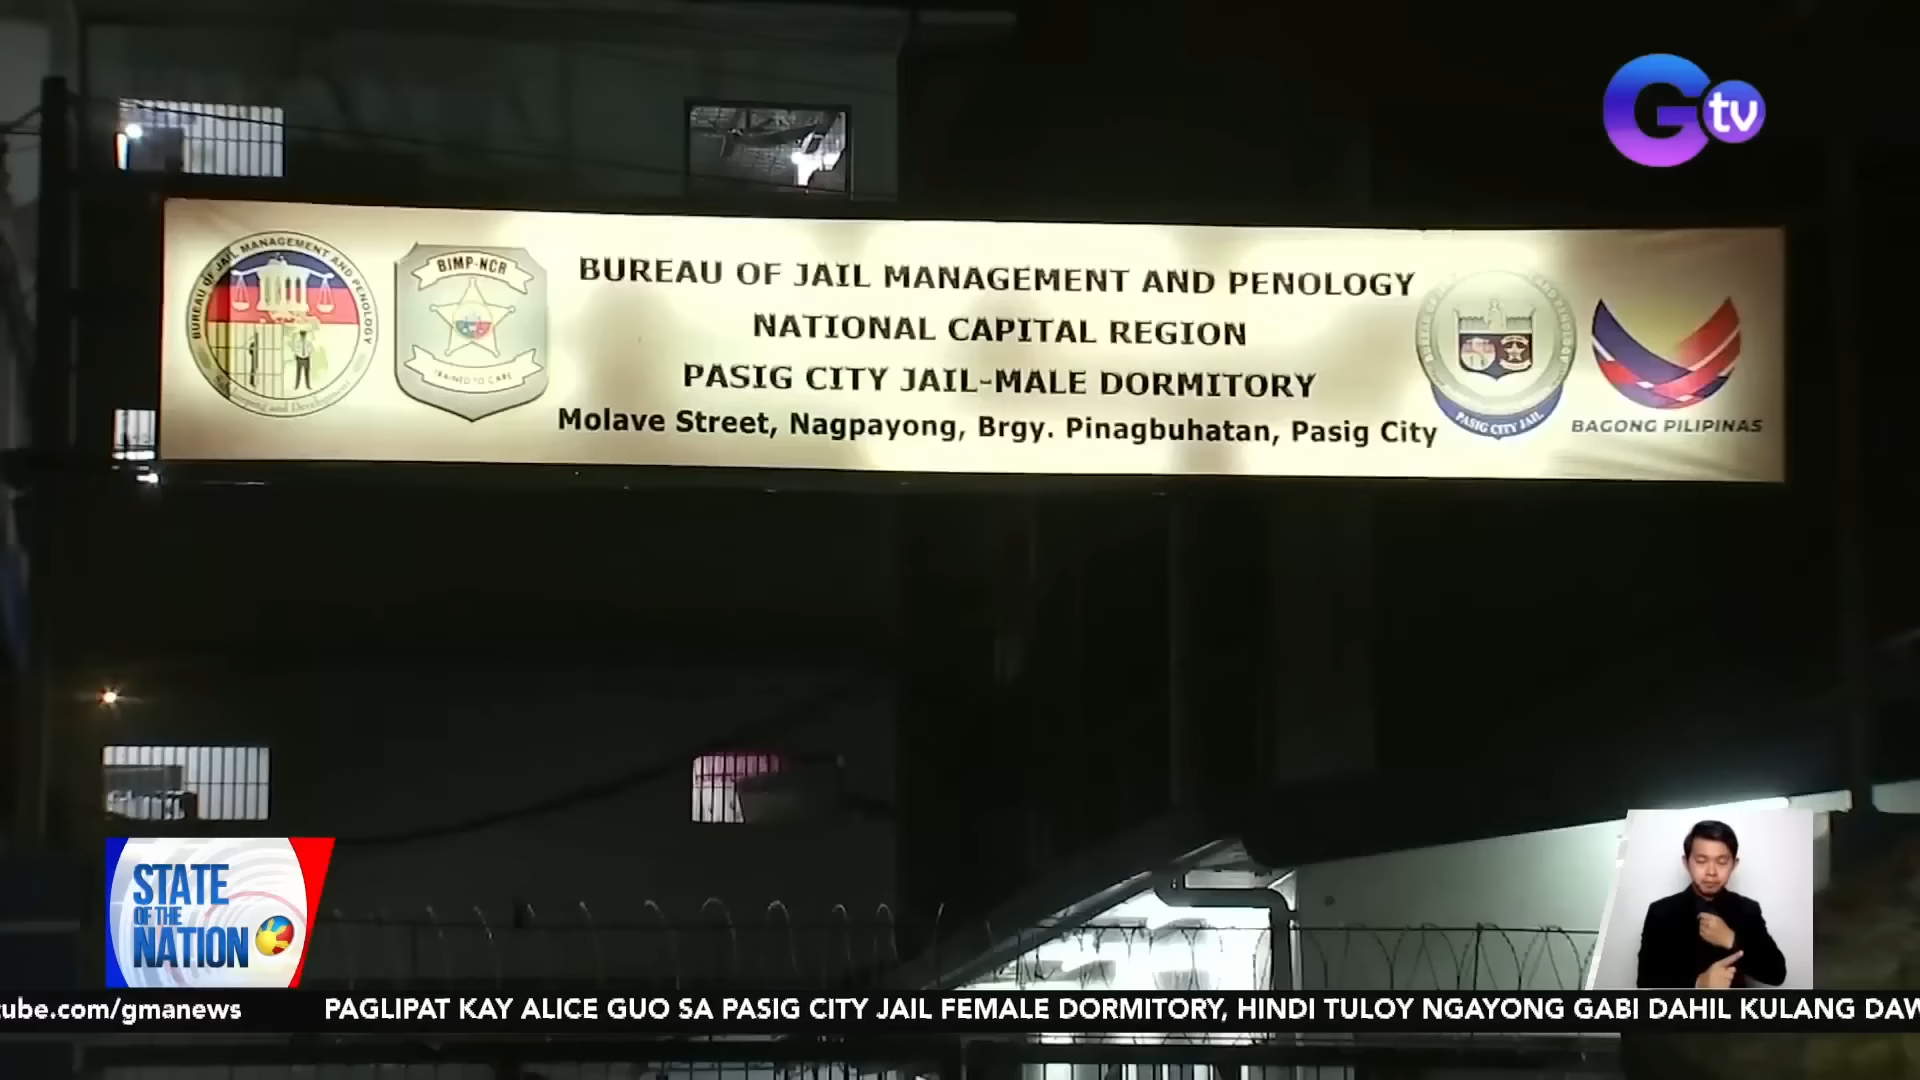 G tv
BUREAU OF JAIL MANAGEMENT AND PENOLOGY
BJMP-NCR
TRAINED TO CARE
BUREAU OF JAIL MANAGEMENT AND PENOLOGY
NATIONAL CAPITAL REGION
PASIG CITY JAIL-MALE DORMITORY
Molave Street, Nagpayong, Brgy. Pinagbuhatan, Pasig City
PASIG CITY JAIL
BAGONG PILIPINAS
STATE
OF THE
NATION
tube.com/gmanews PAGLIPAT KAY ALICE GUO SA PASIG CITY JAIL FEMALE DORMITORY, HINDI TULOY NGAYONG GABI DAHIL KULANG DAW